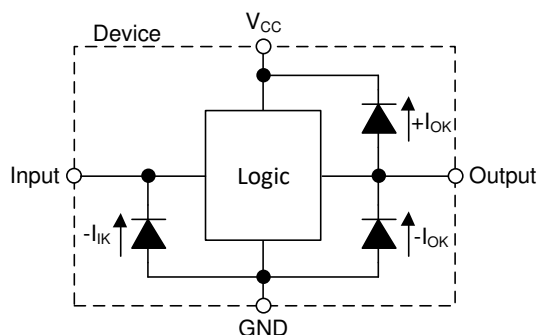 V_CC
Device
+I_OK
Input
Logic
Output
-I_IK
-I_OK
GND